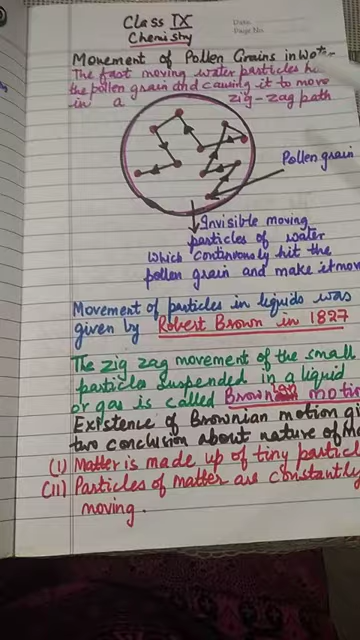 Class IX
Date.
Page No.
Chemistry
Movement of Pollen Grains in Water
The fast moving water particles
the pollen grain and causing it to move
in a zig-zag path
Pollen grain
Invisible moving
particles of water
Which continuously hit the
pollen grain and make it move
Movement of particles in liquids was
given by Robert Brown in 1827
The zig zag movement of the small
particles suspended in a liquid
or gas is called Brownian motion
Existence of Brownian motion
two conclusion about nature of
(i) Matter is made up of tiny
(ii) Particles of matter are constantly
moving.